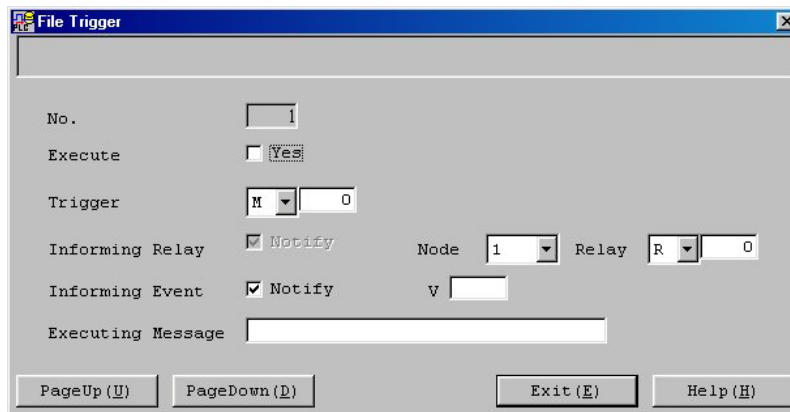 PLC File Trigger
No. 1
Execute Yes
Trigger M 0
Informing Relay Notify Node 1 Relay R 0
Informing Event Notify V
Executing Message
PageUp(U) PageDown(D) Exit(E) Help(H)